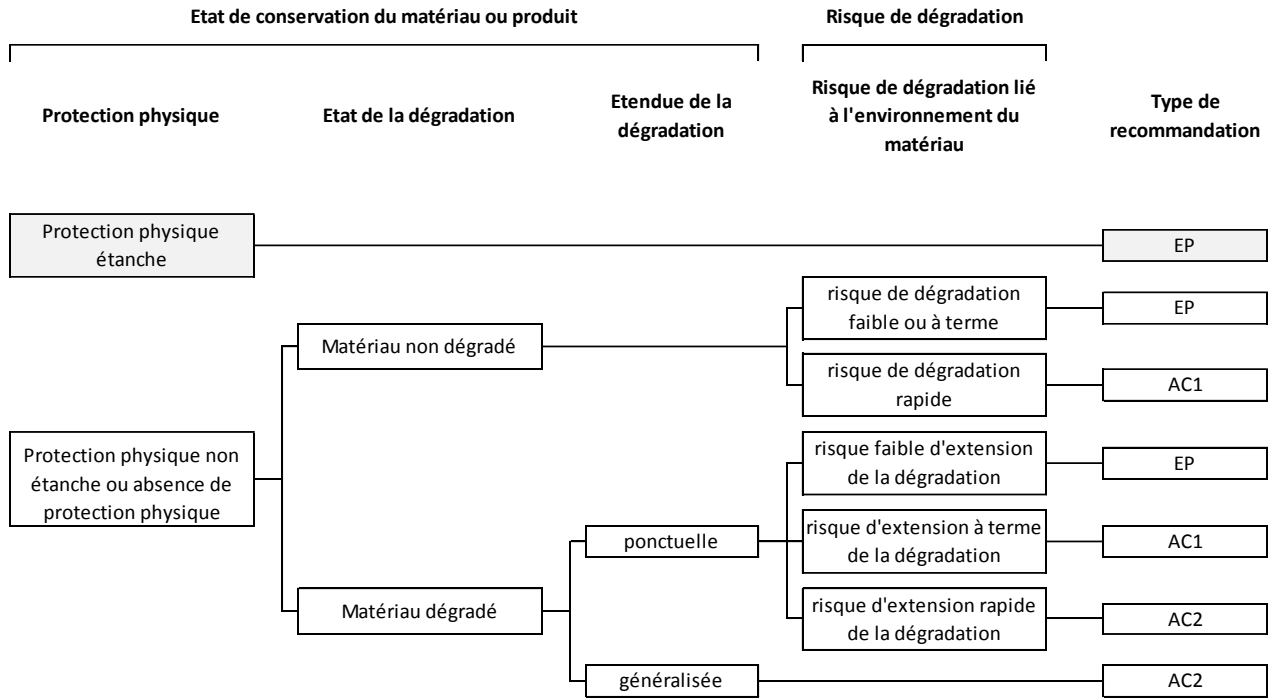 Etat de conservation du matériau ou produit
Risque de dégradation
Protection physique
Etat de la dégradation
Etendue de la
dégradation
Risque de dégradation lié
à l'environnement du
matériau
Type de
recommandation
Protection physique
étanche
EP
risque de dégradation
faible ou à terme
EP
Matériau non dégradé
risque de dégradation
rapide
AC1
Protection physique non
étanche ou absence de
protection physique
risque faible d'extension
de la dégradation
EP
ponctuelle
risque d'extension à terme
de la dégradation
AC1
Matériau dégradé
risque d'extension rapide
de la dégradation
AC2
généralisée
AC2